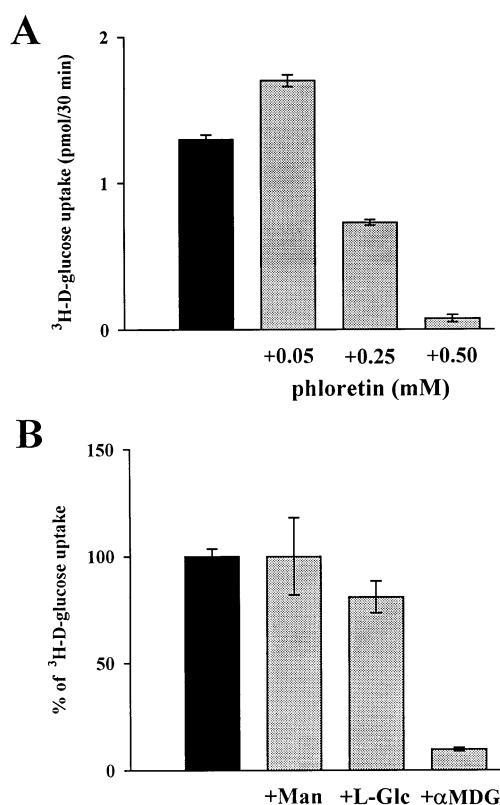 A
³H-D-glucose uptake (pmol/30 min)
2
1
0
+0.05 +0.25 +0.50
phloretin (mM)
B
% of ³H-D-glucose uptake
150
100
50
0
+Man +L-Glc +αMDG